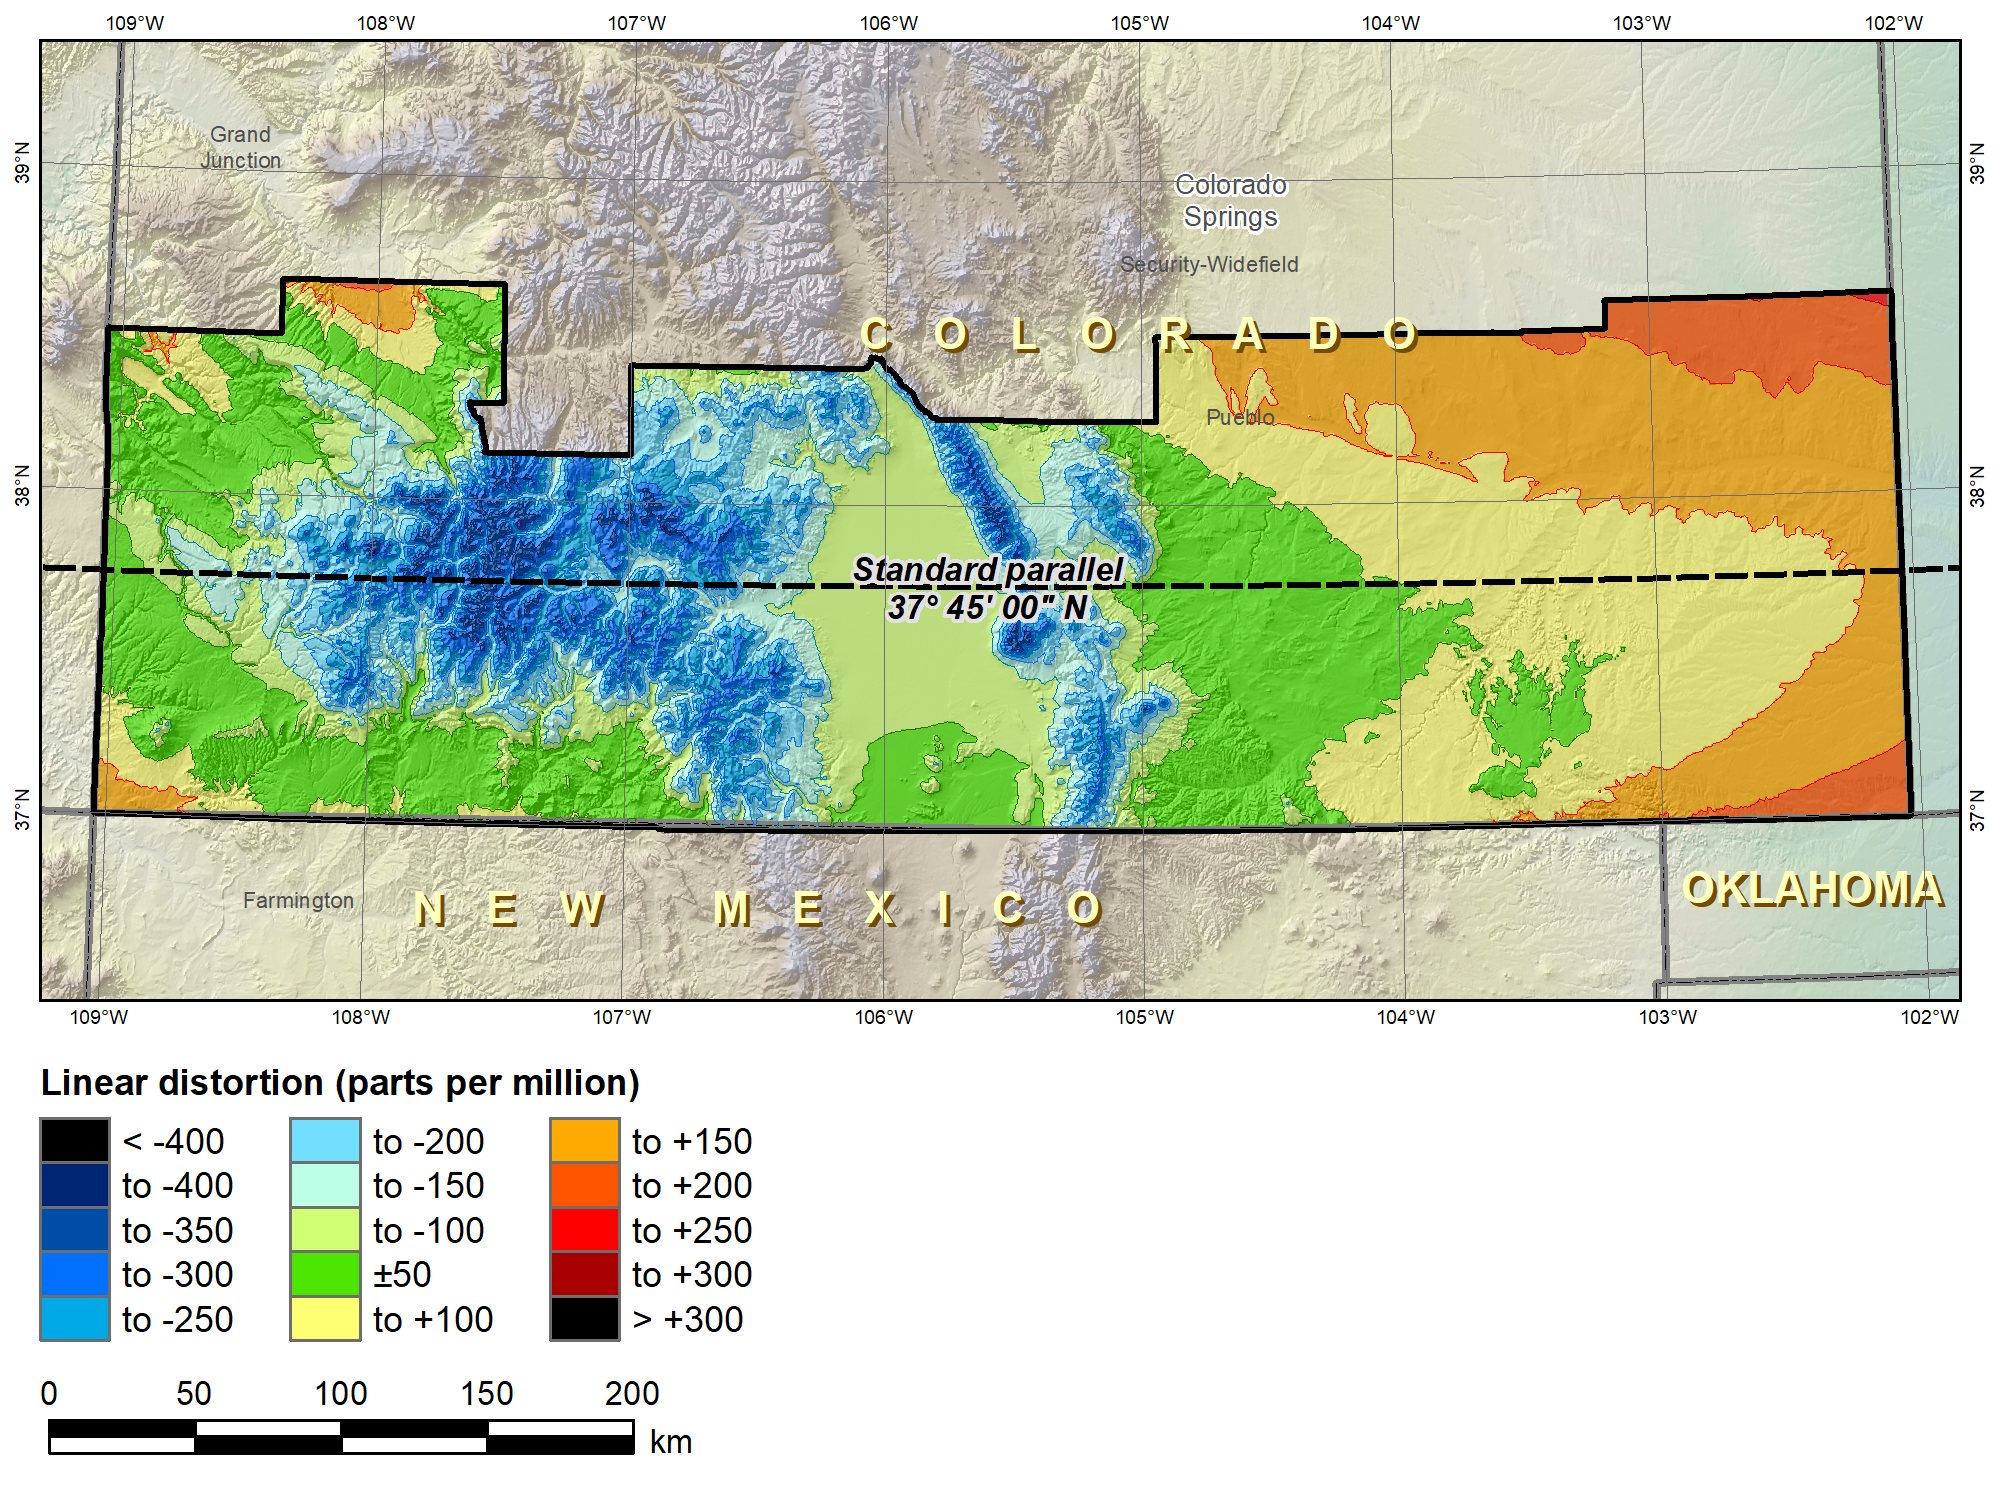 109°W 108°W 107°W 106°W 105°W 104°W 103°W 102°W
39°N 39°N
Grand
Junction
Colorado
Springs
Security-Widefield
C O L O R A D O
Pueblo
38°N 38°N
Standard parallel
37° 45' 00" N
37°N 37°N
Farmington
N E W M E X I C O
OKLAHOMA
109°W 108°W 107°W 106°W 105°W 104°W 103°W 102°W
Linear distortion (parts per million)
< -400 to -200 to +150
to -400 to -150 to +200
to -350 to -100 to +250
to -300 ±50 to +300
to -250 to +100 > +300
0 50 100 150 200
km